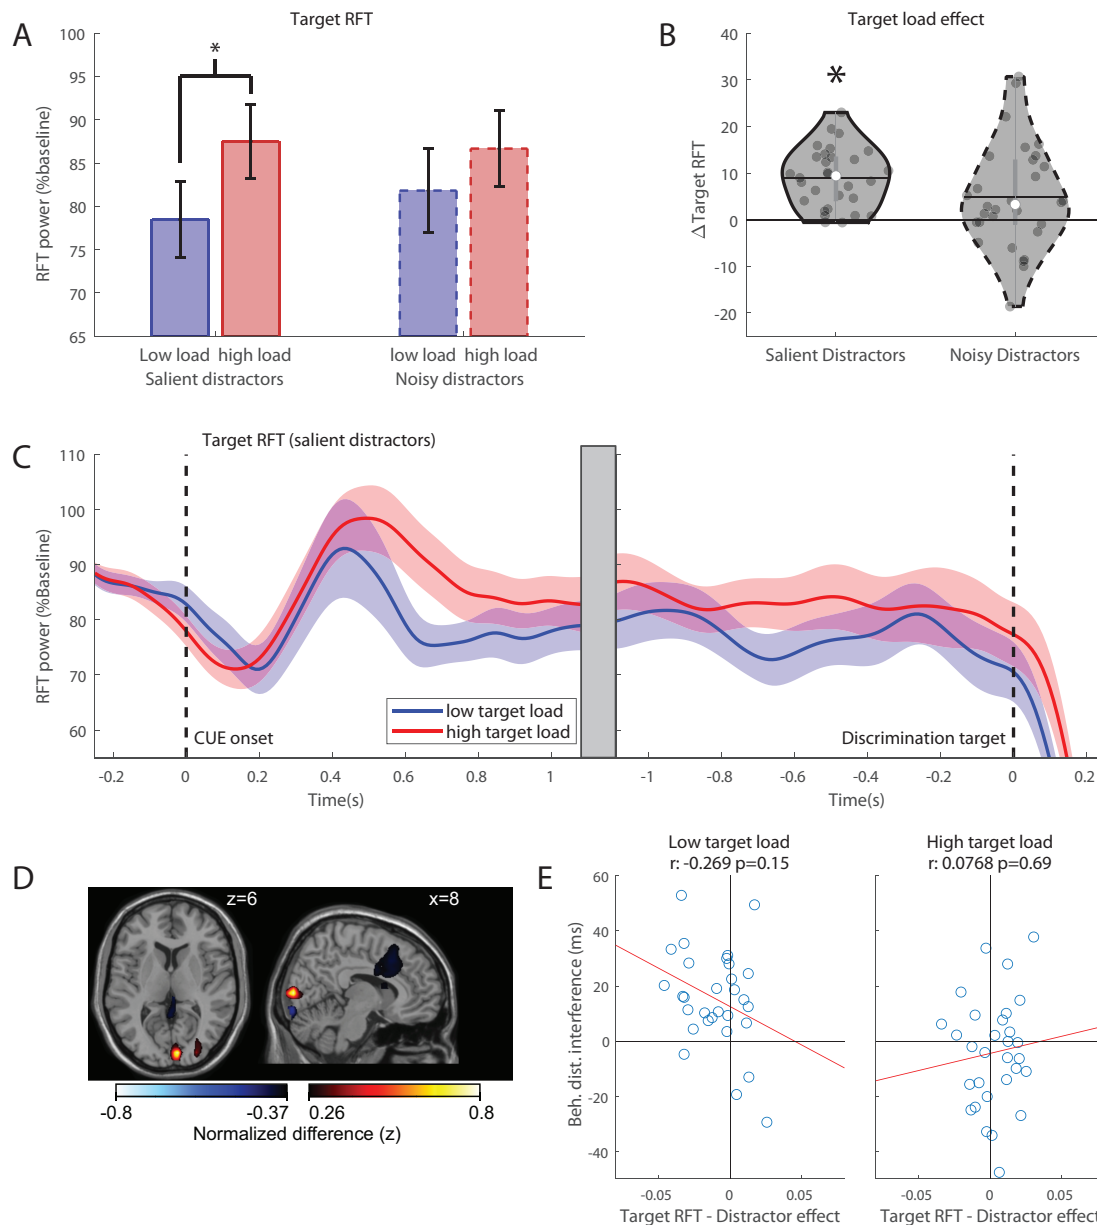 A
Target RFT
RFT power (%baseline)
100
95
90
85
80
75
70
65
*
Low load high load
Salient distractors
low load high load
Noisy distractors
B
Target load effect
△Target RFT
40
30
20
10
0
-10
-20
*
Salient Distractors
Noisy Distractors
C
Target RFT (salient distractors)
RFT power (%Baseline)
110
100
90
80
70
60
CUE onset
low target load
high target load
Discrimination target
-0.2 0 0.2 0.4 0.6 0.8 1
Time(s)
-1 -0.8 -0.6 -0.4 -0.2 0 0.2
Time(s)
D
z=6
x=8
-0.8 -0.37 0.26 0.8
Normalized difference (z)
E
Low target load
r: -0.269 p=0.15
Beh. dist. interference (ms)
60
40
20
0
-20
-40
-0.05 0 0.05
Target RFT - Distractor effect
High target load
r: 0.0768 p=0.69
-0.05 0 0.05
Target RFT - Distractor effect